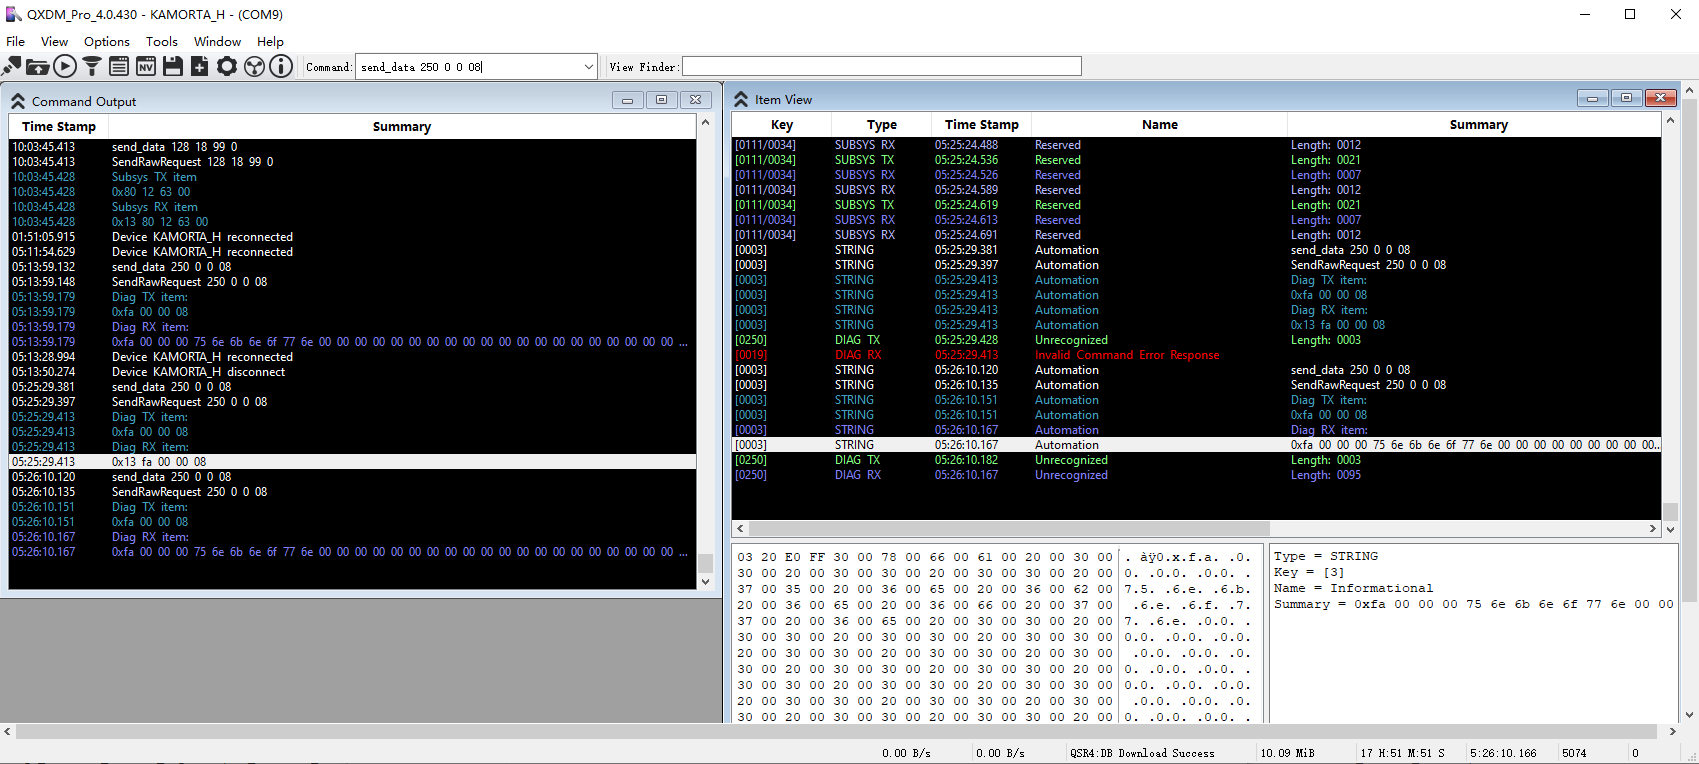 QXDM_Pro_4.0.430 - KAMORTA_H - (COM9)
File View Options Tools Window Help
Command: send_data 250 0 0 08 View Finder:
NV
Command Output
Time Stamp Summary
10:03:45.413 send_data 128 18 99 0
10:03:45.413 SendRawRequest 128 18 99 0
10:03:45.428 Subsys TX item
10:03:45.428 0x80 12 63 00
10:03:45.428 Subsys RX item
10:03:45.428 0x13 80 12 63 00
01:51:05.915 Device KAMORTA_H reconnected
05:11:54.629 Device KAMORTA_H reconnected
05:13:59.132 send_data 250 0 0 08
05:13:59.148 SendRawRequest 250 0 0 08
05:13:59.179 Diag TX item:
05:13:59.179 0xfa 00 00 08
05:13:59.179 Diag RX item:
05:13:59.179 0xfa 00 00 00 75 6e 6b 6e 6f 77 6e 00 00 00 00 00 00 00 00 00 00 00 00 00 00 00 00 00 00 00 00 00 ...
05:13:28.994 Device KAMORTA_H reconnected
05:13:50.274 Device KAMORTA_H disconnect
05:25:29.381 send_data 250 0 0 08
05:25:29.397 SendRawRequest 250 0 0 08
05:25:29.413 Diag TX item:
05:25:29.413 0xfa 00 00 08
05:25:29.413 Diag RX item:
05:25:29.413 0x13 fa 00 00 08
05:26:10.120 send_data 250 0 0 08
05:26:10.135 SendRawRequest 250 0 0 08
05:26:10.151 Diag TX item:
05:26:10.151 0xfa 00 00 08
05:26:10.167 Diag RX item:
05:26:10.167 0xfa 00 00 00 75 6e 6b 6e 6f 77 6e 00 00 00 00 00 00 00 00 00 00 00 00 00 00 00 00 00 00 00 00 00 ...
Item View
Key Type Time Stamp Name Summary
[0111/0034] SUBSYS RX 05:25:24.488 Reserved Length: 0012
[0111/0034] SUBSYS TX 05:25:24.536 Reserved Length: 0021
[0111/0034] SUBSYS RX 05:25:24.526 Reserved Length: 0007
[0111/0034] SUBSYS RX 05:25:24.589 Reserved Length: 0012
[0111/0034] SUBSYS TX 05:25:24.619 Reserved Length: 0021
[0111/0034] SUBSYS RX 05:25:24.613 Reserved Length: 0007
[0111/0034] SUBSYS RX 05:25:24.691 Reserved Length: 0012
[0003] STRING 05:25:29.381 Automation send_data 250 0 0 08
[0003] STRING 05:25:29.397 Automation SendRawRequest 250 0 0 08
[0003] STRING 05:25:29.413 Automation Diag TX item:
[0003] STRING 05:25:29.413 Automation 0xfa 00 00 08
[0003] STRING 05:25:29.413 Automation Diag RX item:
[0003] STRING 05:25:29.413 Automation 0x13 fa 00 00 08
[0250] DIAG TX 05:25:29.428 Unrecognized Length: 0003
[0019] DIAG RX 05:25:29.413 Invalid Command Error Response
[0003] STRING 05:26:10.120 Automation send_data 250 0 0 08
[0003] STRING 05:26:10.135 Automation SendRawRequest 250 0 0 08
[0003] STRING 05:26:10.151 Automation Diag TX item:
[0003] STRING 05:26:10.151 Automation 0xfa 00 00 08
[0003] STRING 05:26:10.167 Automation Diag RX item:
[0003] STRING 05:26:10.167 Automation 0xfa 00 00 00 75 6e 6b 6e 6f 77 6e 00 00 00 00 00 00 00 00 00...
[0250] DIAG TX 05:26:10.182 Unrecognized Length: 0003
[0250] DIAG RX 05:26:10.167 Unrecognized Length: 0095
03 20 E0 FF 30 00 78 00 66 00 61 00 20 00 30 00 . àÿ0.x.f.a. .0.
30 00 20 00 30 00 30 00 20 00 30 00 30 00 20 00 0. .0.0. .0.0. .
37 00 35 00 20 00 36 00 65 00 20 00 36 00 62 00 7.5. .6.e. .6.b.
20 00 36 00 65 00 20 00 36 00 66 00 20 00 37 00 .6.e. .6.f. .7.
37 00 20 00 36 00 65 00 20 00 30 00 30 00 20 00 7. .6.e. .0.0. .
30 00 30 00 20 00 30 00 30 00 20 00 30 00 30 00 0.0. .0.0. .0.0.
20 00 30 00 30 00 20 00 30 00 30 00 20 00 30 00 .0.0. .0.0. .0.
30 00 20 00 30 00 30 00 20 00 30 00 30 00 20 00 0. .0.0. .0.0. .
30 00 30 00 20 00 30 00 30 00 20 00 30 00 30 00 0.0. .0.0. .0.0.
20 00 30 00 30 00 20 00 30 00 30 00 20 00 30 00 .0.0. .0.0. .0.
30 00 20 00 30 00 30 00 20 00 30 00 30 00 20 00 0. .0.0. .0.0. .
Type = STRING
Key = [3]
Name = Informational
Summary = 0xfa 00 00 00 75 6e 6b 6e 6f 77 6e 00 00
0.00 B/s 0.00 B/s QSR4:DB Download Success 10.09 MiB 17 H:51 M:51 S 5:26:10.166 5074 0